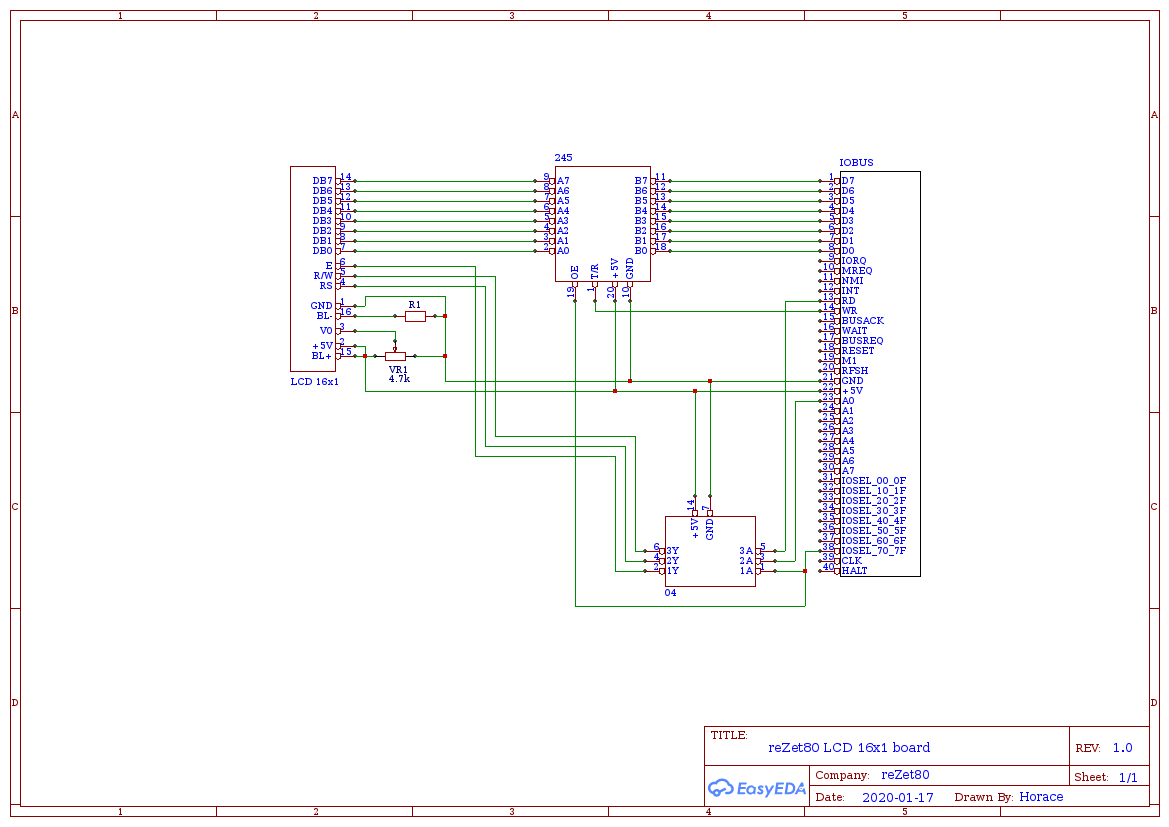 1 2 3 4 5
A A
B B
C C
D D
1 2 3 4 5
LCD 16x1
DB7 14
DB6 13
DB5 12
DB4 11
DB3 10
DB2 9
DB1 8
DB0 7
E 6
R/W 5
RS 4
GND 1
BL- 16
V0 3
+5V 2
BL+ 15
R1
VR1
4.7k
245
9 A7 B7 11
8 A6 B6 12
7 A5 B5 13
6 A4 B4 14
5 A3 B3 15
4 A2 B2 16
3 A1 B1 17
2 A0 B0 18
OE T/R +5V GND
19 1 20 10
IOBUS
1 D7
2 D6
3 D5
4 D4
5 D3
6 D2
7 D1
8 D0
9 IORQ
10 MREQ
11 NMI
12 INT
13 RD
14 WR
15 BUSACK
16 WAIT
17 BUSREQ
18 RESET
19 M1
20 RFSH
21 GND
22 +5V
23 A0
24 A1
25 A2
26 A3
27 A4
28 A5
29 A6
30 A7
31 IOSEL_00_0F
32 IOSEL_10_1F
33 IOSEL_20_2F
34 IOSEL_30_3F
35 IOSEL_40_4F
36 IOSEL_50_5F
37 IOSEL_60_6F
38 IOSEL_70_7F
39 CLK
40 HALT
14 7
+5V GND
6 3Y 3A 5
4 2Y 2A 3
2 1Y 1A 1
04
TITLE:
reZet80 LCD 16x1 board
REV: 1.0
EasyEDA
Company: reZet80
Sheet: 1/1
Date: 2020-01-17 Drawn By: Horace